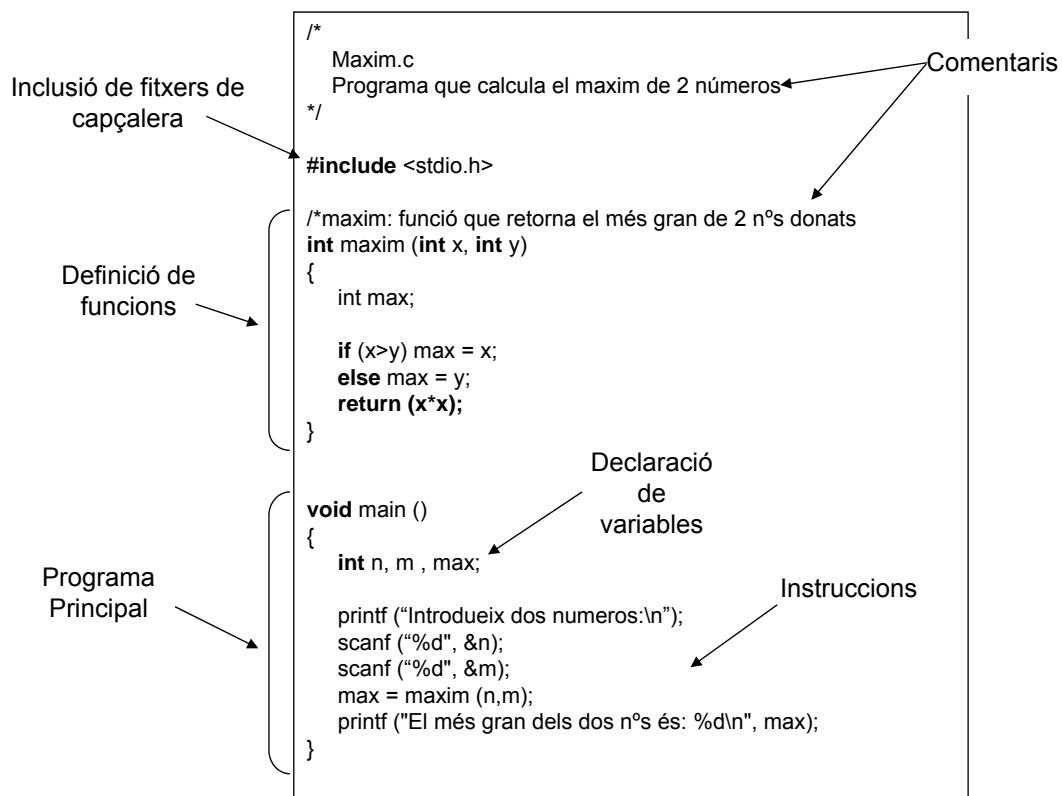 /*
Maxim.c
Programa que calcula el maxim de 2 números
*/
Comentaris
Inclusió de fitxers de
capçalera
#include <stdio.h>
/*maxim: funció que retorna el més gran de 2 nºs donats
int maxim (int x, int y)
{
int max;
if (x>y) max = x;
else max = y;
return (x*x);
}
Definició de
funcions
Declaració
de
variables
void main ()
{
int n, m , max;
printf (“Introdueix dos numeros:\n”);
scanf (“%d", &n);
scanf (“%d", &m);
max = maxim (n,m);
printf ("El més gran dels dos nºs és: %d\n", max);
}
Programa
Principal
Instruccions